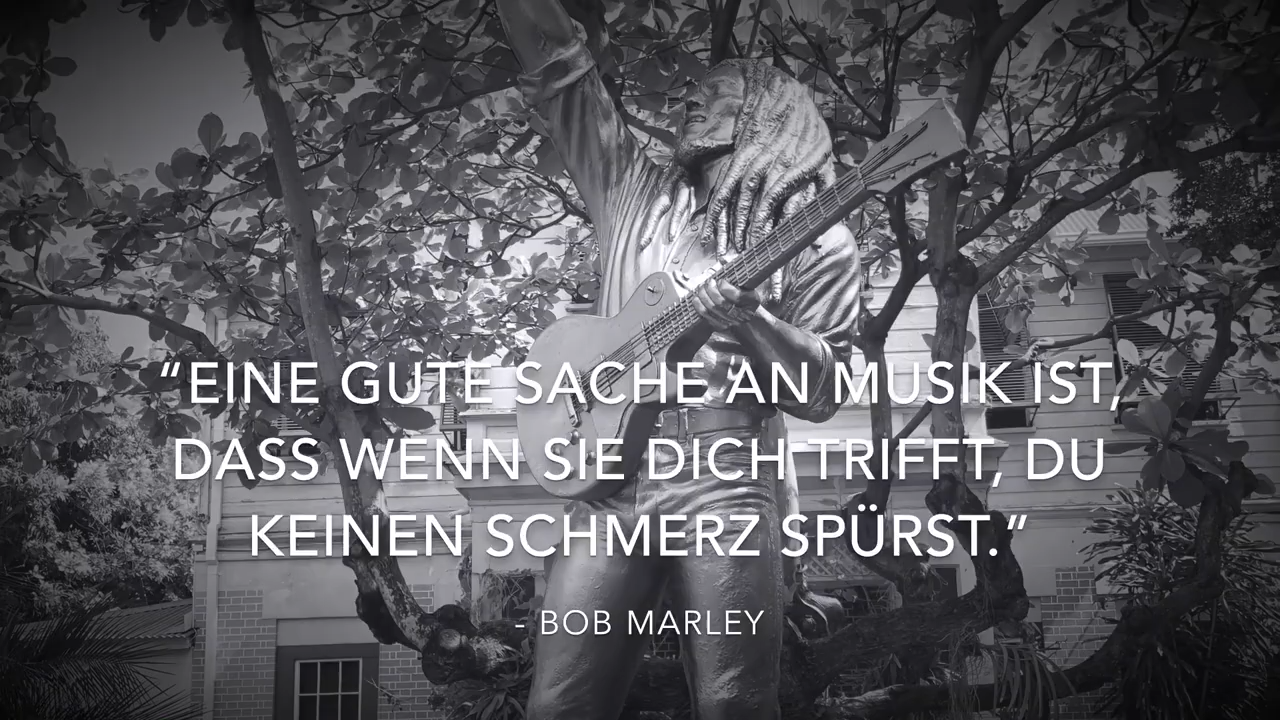 “EINE GUTE SACHE AN MUSIK IST,
DASS WENN SIE DICH TRIFFT, DU
KEINEN SCHMERZ SPÜRST.”
- BOB MARLEY